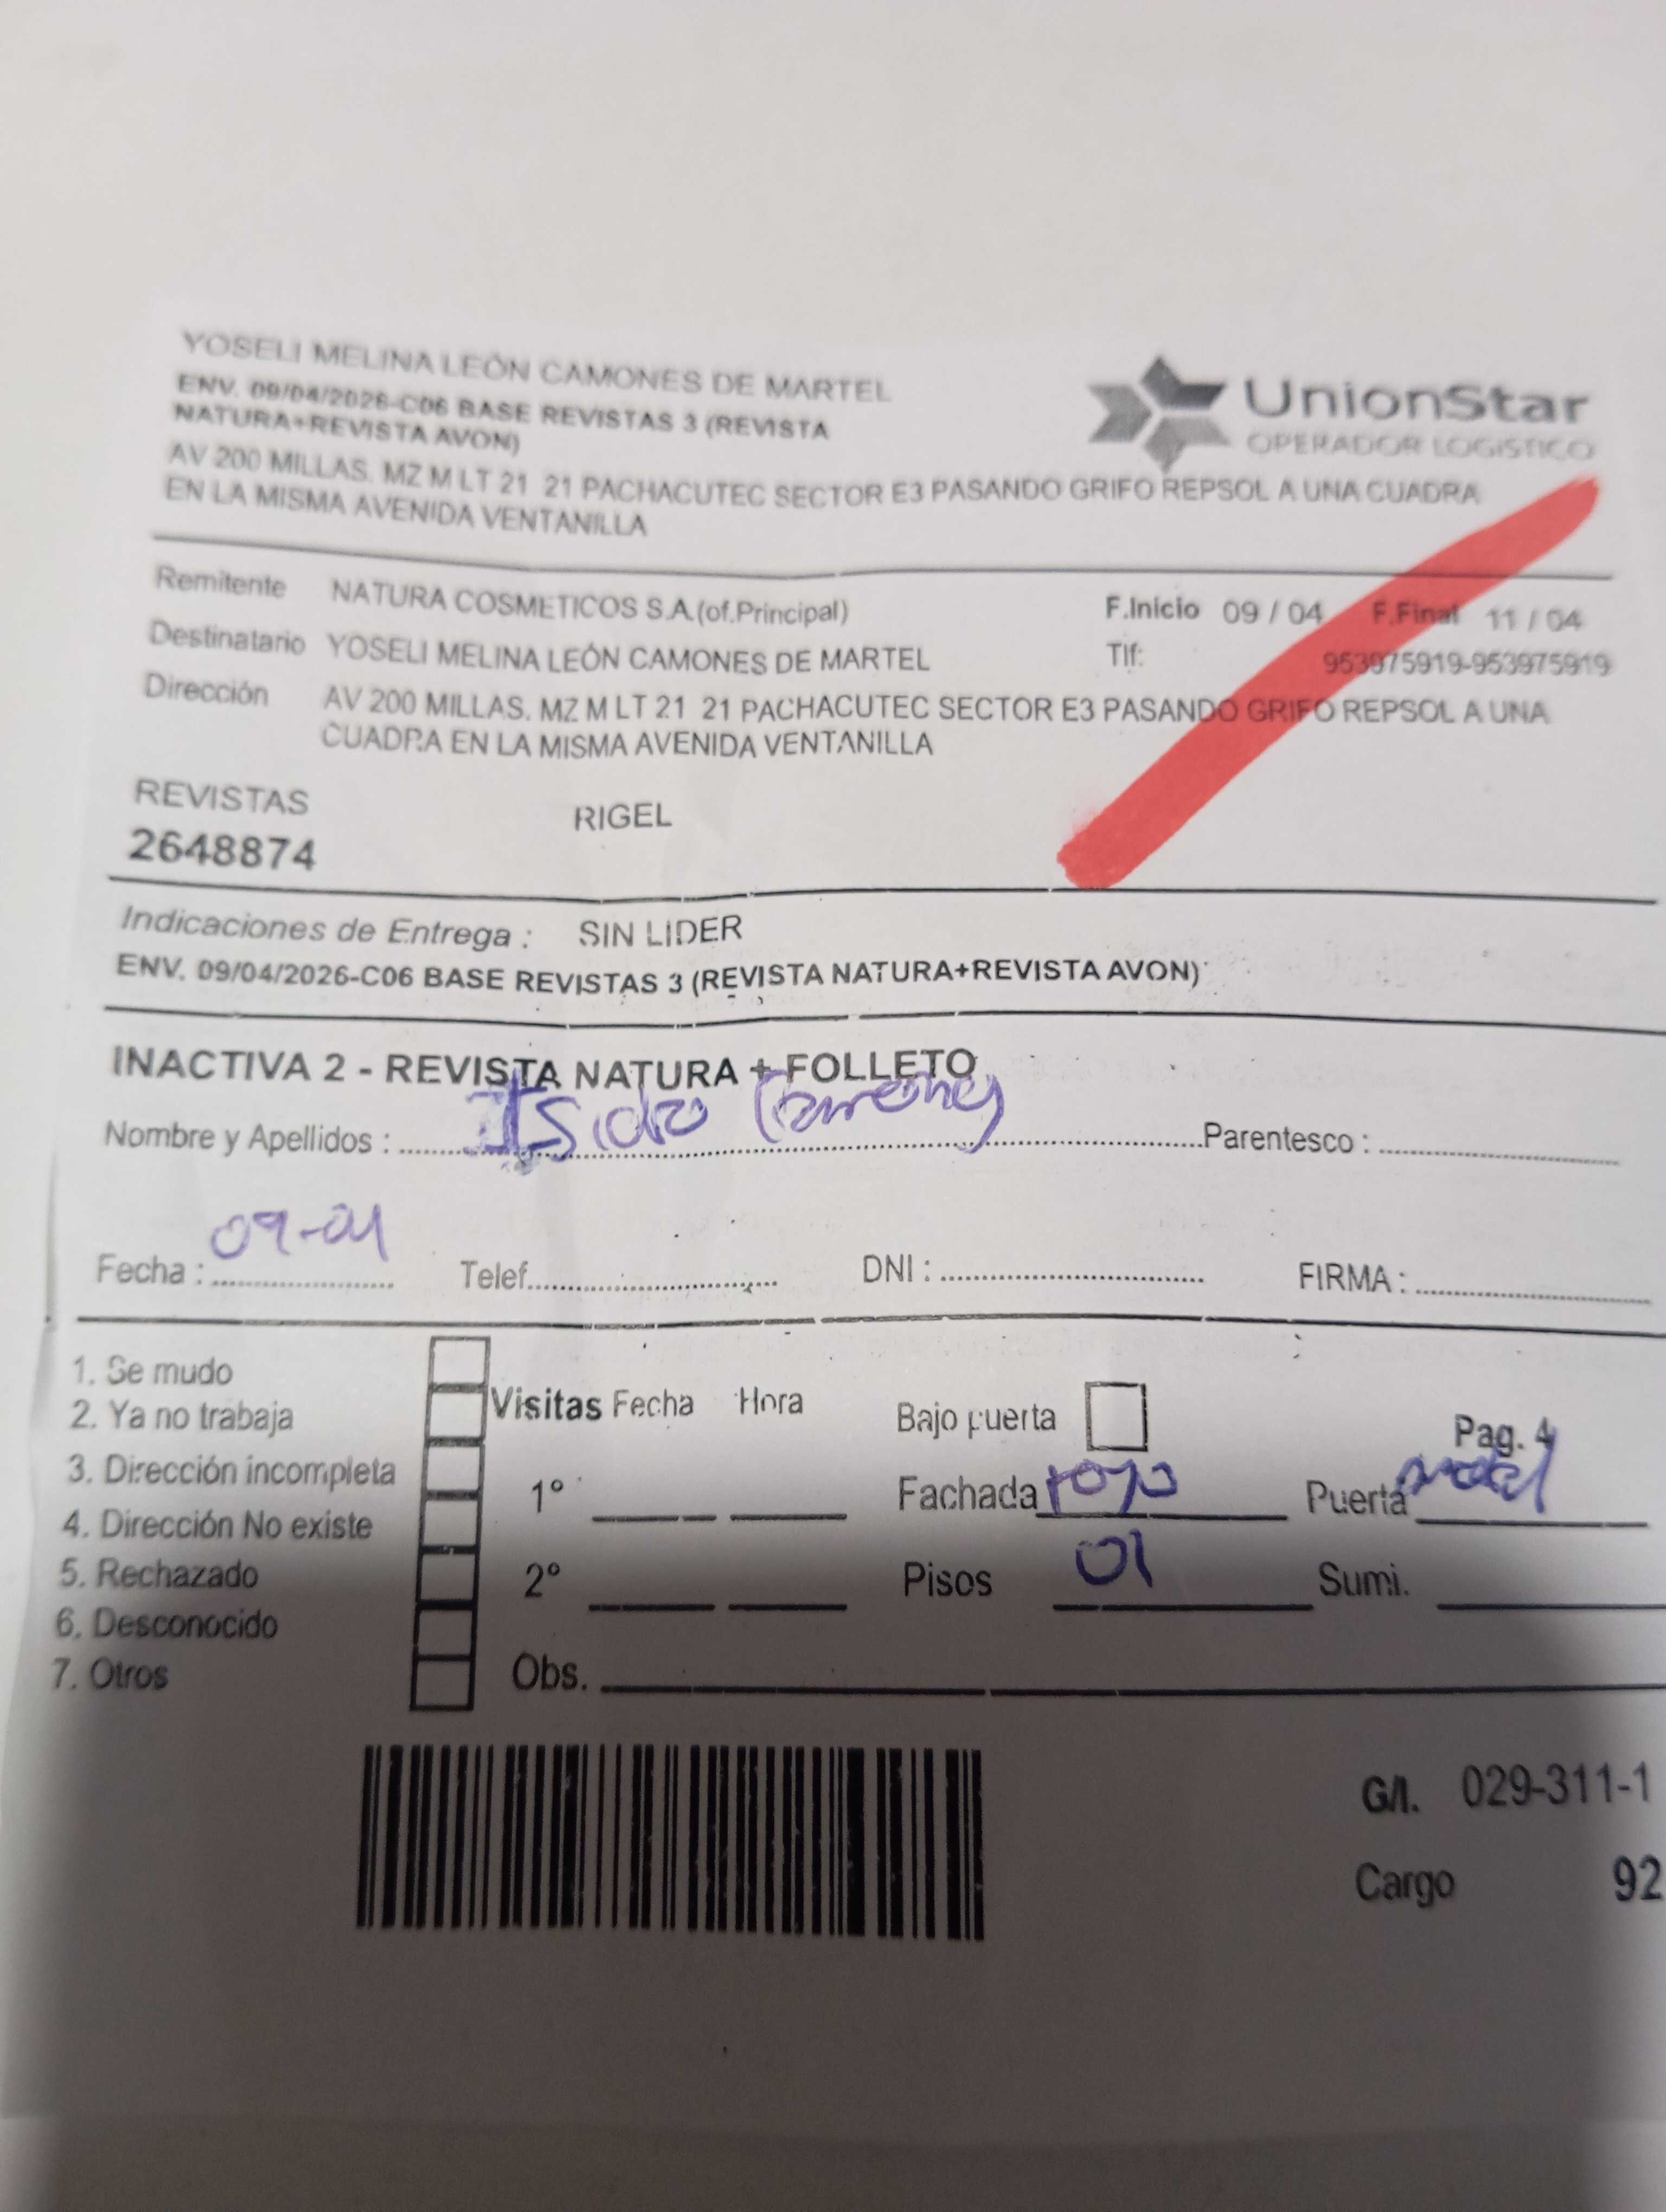 YOSELI MELINA LEÓN CAMONES DE MARTEL
ENV. 09/04/2026-C06 BASE REVISTAS 3 (REVISTA
NATURA+REVISTA AVON)
UnionStar
OPERADOR LOGISTICO
AV 200 MILLAS. MZ M LT 21 21 PACHACUTEC SECTOR E3 PASANDO GRIFO REPSOL A UNA CUADRA
EN LA MISMA AVENIDA VENTANILLA
Remitente NATURA COSMETICOS S.A.(of.Principal) F.Inicio 09 / 04 F.Final 11 / 04
Destinatario YOSELI MELINA LEÓN CAMONES DE MARTEL Tlf: 953975919-953975919
Dirección AV 200 MILLAS. MZ M LT 21 21 PACHACUTEC SECTOR E3 PASANDO GRIFO REPSOL A UNA
CUADRA EN LA MISMA AVENIDA VENTANILLA
REVISTAS RIGEL
2648874
Indicaciones de Entrega : SIN LIDER
ENV. 09/04/2026-C06 BASE REVISTAS 3 (REVISTA NATURA+REVISTA AVON)
INACTIVA 2 - REVISTA NATURA + FOLLETO
Nombre y Apellidos : Parentesco :
Fecha : 09-04 Telef. DNI : FIRMA :
1. Se mudo
2. Ya no trabaja
3. Dirección incompleta
4. Dirección No existe
5. Rechazado
6. Desconocido
7. Otros
Visitas Fecha Hora
1°
2°
Obs.
Bajo puerta Pag. 4
Fachada rojo Puerta
Pisos 01 Sumi.
G/I. 029-311-1
Cargo 92